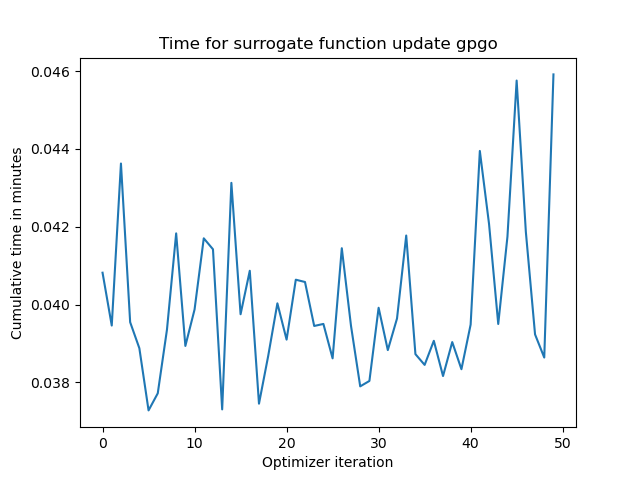 Time for surrogate function update gpgo
Cumulative time in minutes
0.046
0.044
0.042
0.040
0.038
0 10 20 30 40 50
Optimizer iteration